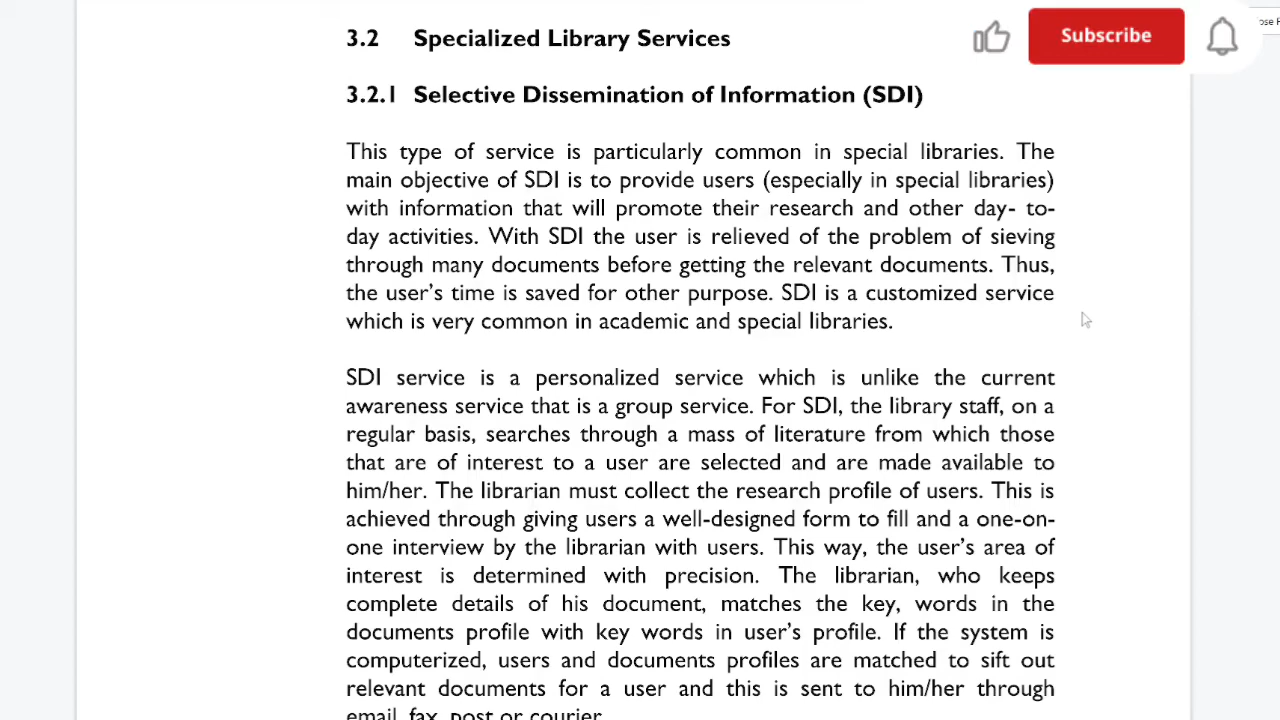 3.2 Specialized Library Services
Subscribe
3.2.1 Selective Dissemination of Information (SDI)
This type of service is particularly common in special libraries. The
main objective of SDI is to provide users (especially in special libraries)
with information that will promote their research and other day- to-
day activities. With SDI the user is relieved of the problem of sieving
through many documents before getting the relevant documents. Thus,
the user's time is saved for other purpose. SDI is a customized service
which is very common in academic and special libraries.
SDI service is a personalized service which is unlike the current
awareness service that is a group service. For SDI, the library staff, on a
regular basis, searches through a mass of literature from which those
that are of interest to a user are selected and are made available to
him/her. The librarian must collect the research profile of users. This is
achieved through giving users a well-designed form to fill and a one-on-
one interview by the librarian with users. This way, the user's area of
interest is determined with precision. The librarian, who keeps
complete details of his document, matches the key, words in the
documents profile with key words in user's profile. If the system is
computerized, users and documents profiles are matched to sift out
relevant documents for a user and this is sent to him/her through
email, fax, post or courier.